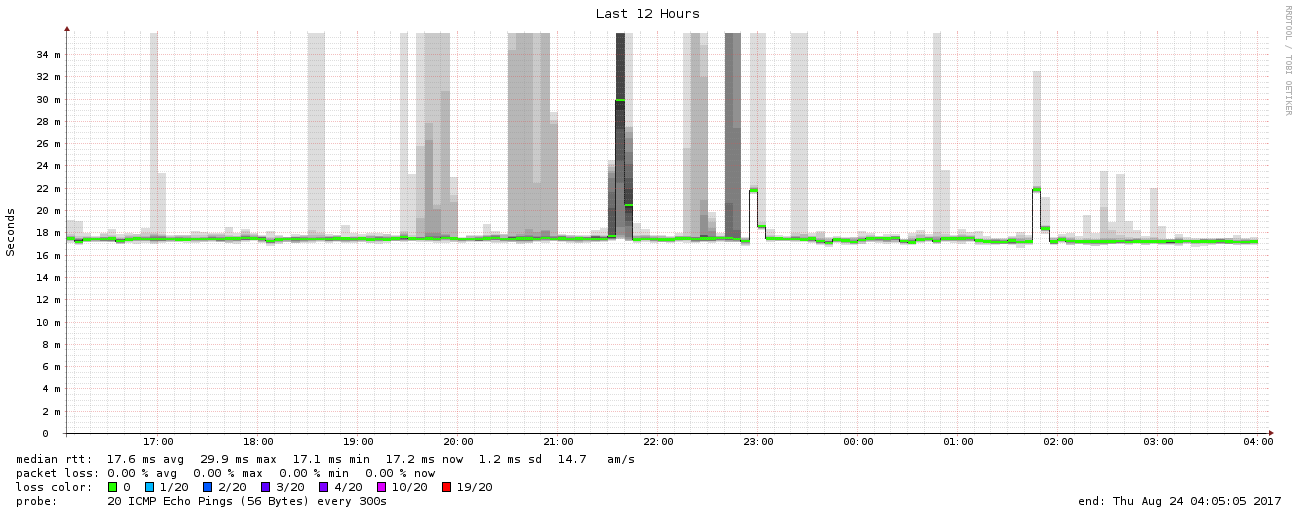 Last 12 Hours
RRDTOOL / TOBI OETIKER
Seconds
34 m
32 m
30 m
28 m
26 m
24 m
22 m
20 m
18 m
16 m
14 m
12 m
10 m
8 m
6 m
4 m
2 m
0
17:00 18:00 19:00 20:00 21:00 22:00 23:00 00:00 01:00 02:00 03:00 04:00
median rtt: 17.6 ms avg 29.9 ms max 17.1 ms min 17.2 ms now 1.2 ms sd 14.7 am/s
packet loss: 0.00 % avg 0.00 % max 0.00 % min 0.00 % now
loss color: 0 1/20 2/20 3/20 4/20 10/20 19/20
probe: 20 ICMP Echo Pings (56 Bytes) every 300s end: Thu Aug 24 04:05:05 2017